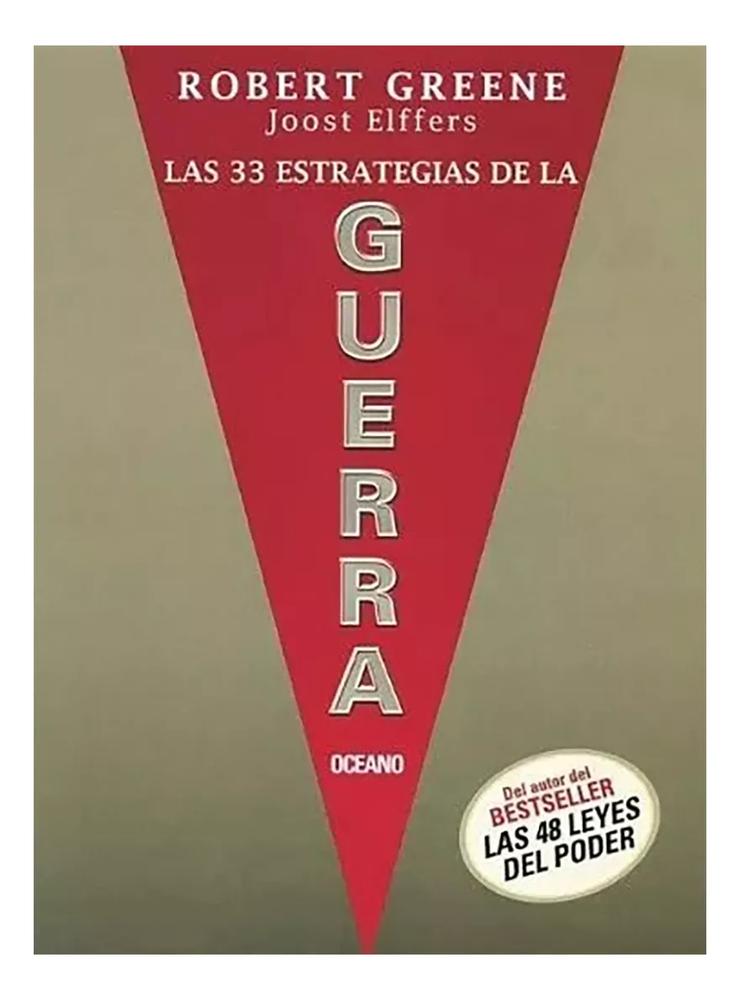 ROBERT GREENE
Joost Elffers
LAS 33 ESTRATEGIAS DE LA
GUERRA
OCEANO
Del autor del
BESTSELLER
LAS 48 LEYES
DEL PODER